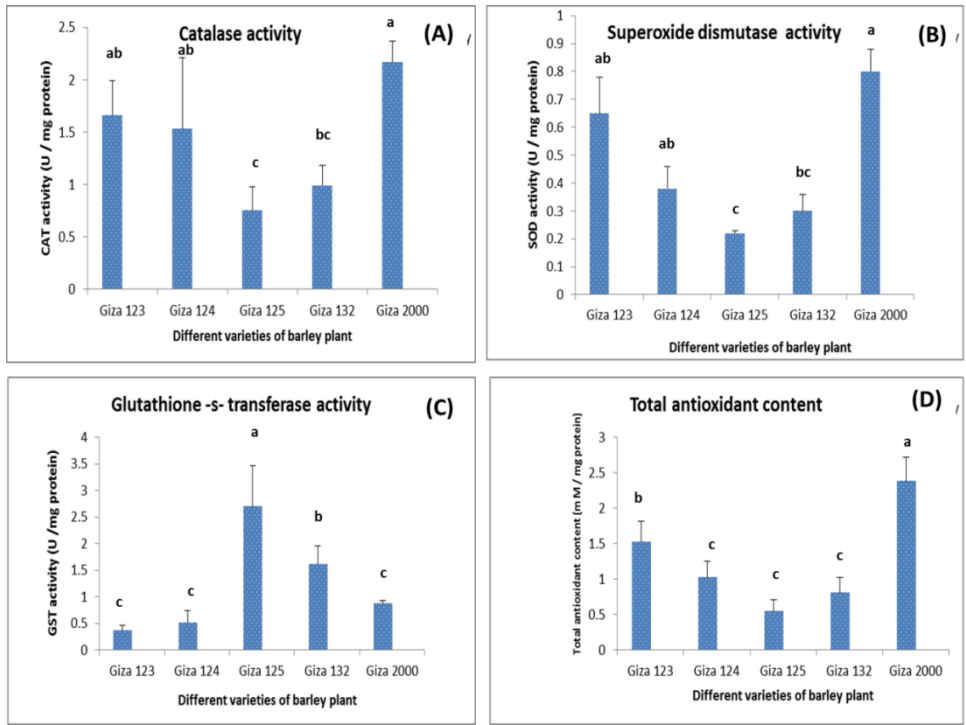 Catalase activity
(A)
CAT activity (U / mg protein)
2.5
2
1.5
1
0.5
0
ab
ab
c
bc
a
Giza 123 Giza 124 Giza 125 Giza 132 Giza 2000
Different varieties of barley plant
Superoxide dismutase activity
(B)
SOD activity (U / mg protein)
1
0.9
0.8
0.7
0.6
0.5
0.4
0.3
0.2
0.1
0
ab
ab
c
bc
a
Giza 123 Giza 124 Giza 125 Giza 132 Giza 2000
Different varieties of barley plant
Glutathione -s- transferase activity
(C)
GST activity (U /mg protein)
4
3.5
3
2.5
2
1.5
1
0.5
0
c
c
a
b
c
Giza 123 Giza 124 Giza 125 Giza 132 Giza 2000
Different varieties of barley plant
Total antioxidant content
(D)
Total antioxidant content (m M / mg protein)
3
2.5
2
1.5
1
0.5
0
b
c
c
c
a
Giza 123 Giza 124 Giza 125 Giza 132 Giza 2000
Different varieties of barley plant